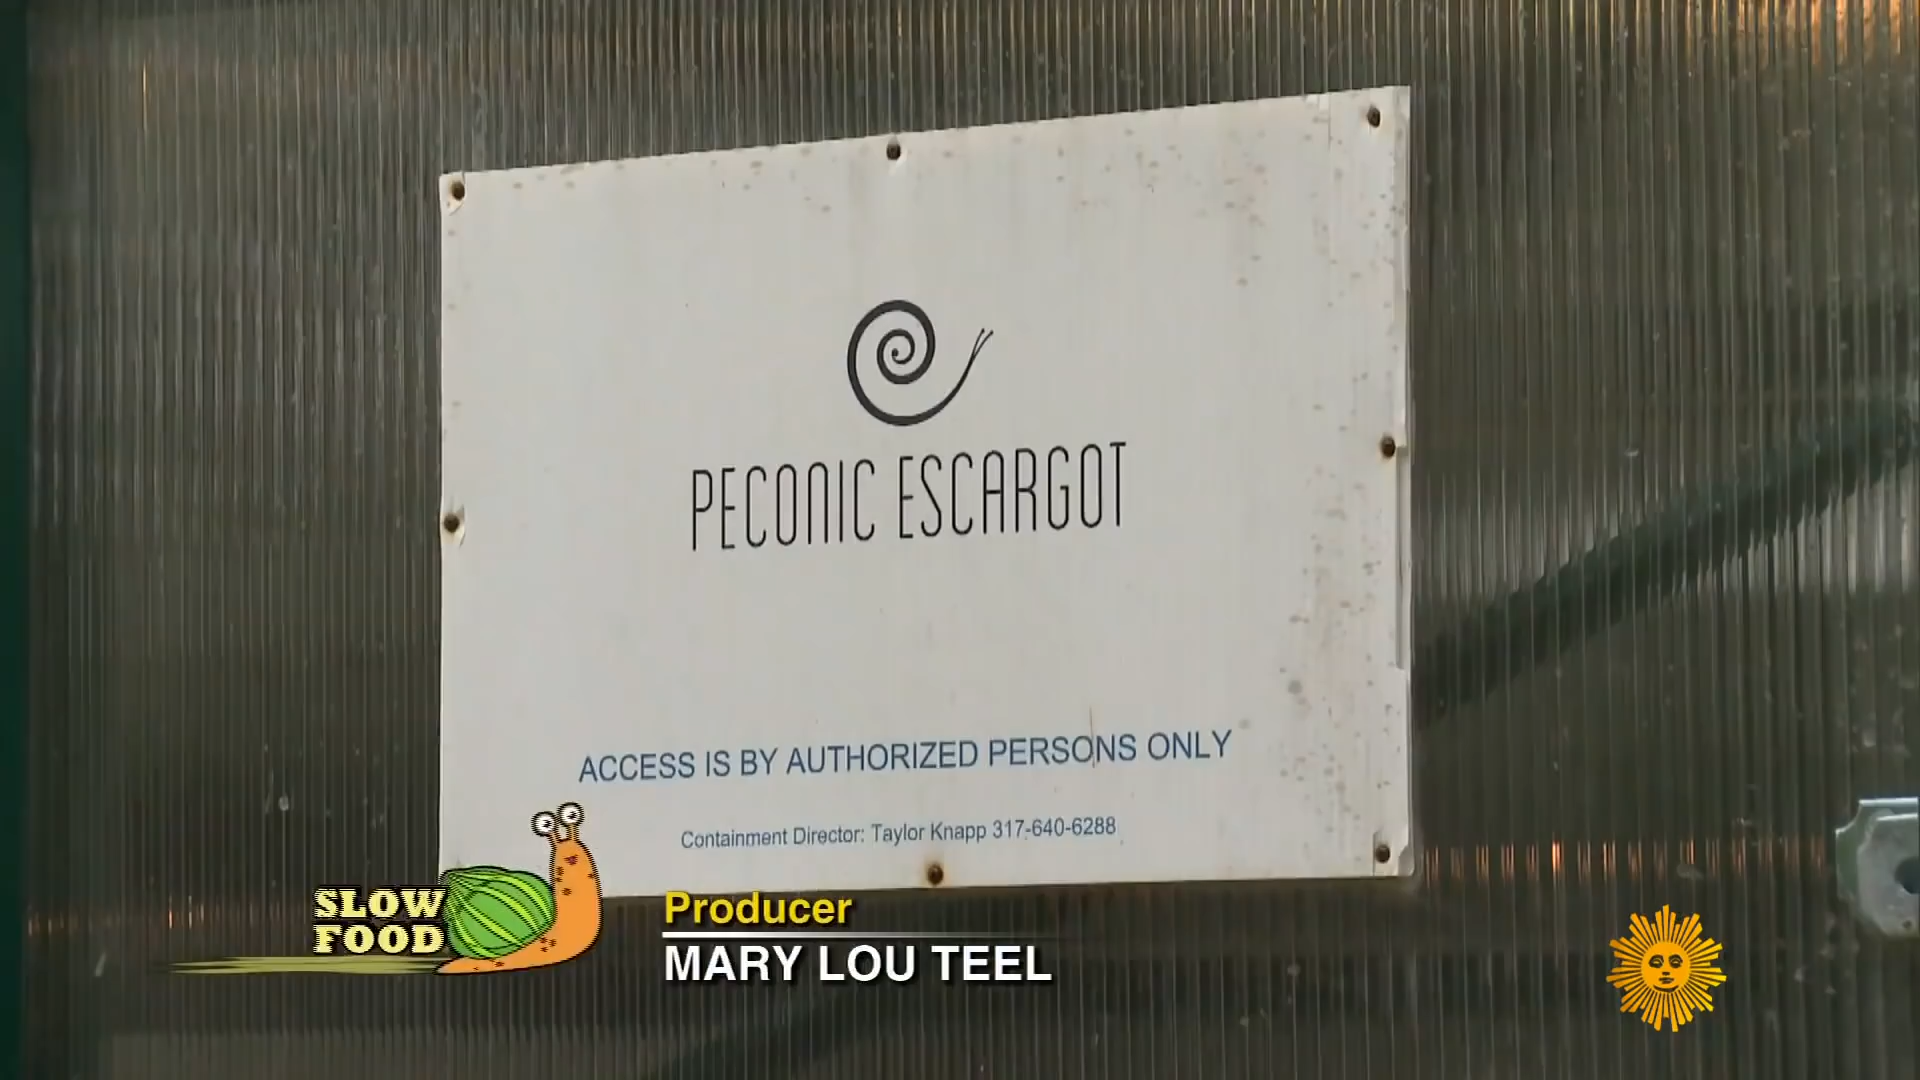 PECONIC ESCARGOT
ACCESS IS BY AUTHORIZED PERSONS ONLY
Containment Director: Taylor Knapp 317-640-6288
SLOW
FOOD
Producer
MARY LOU TEEL